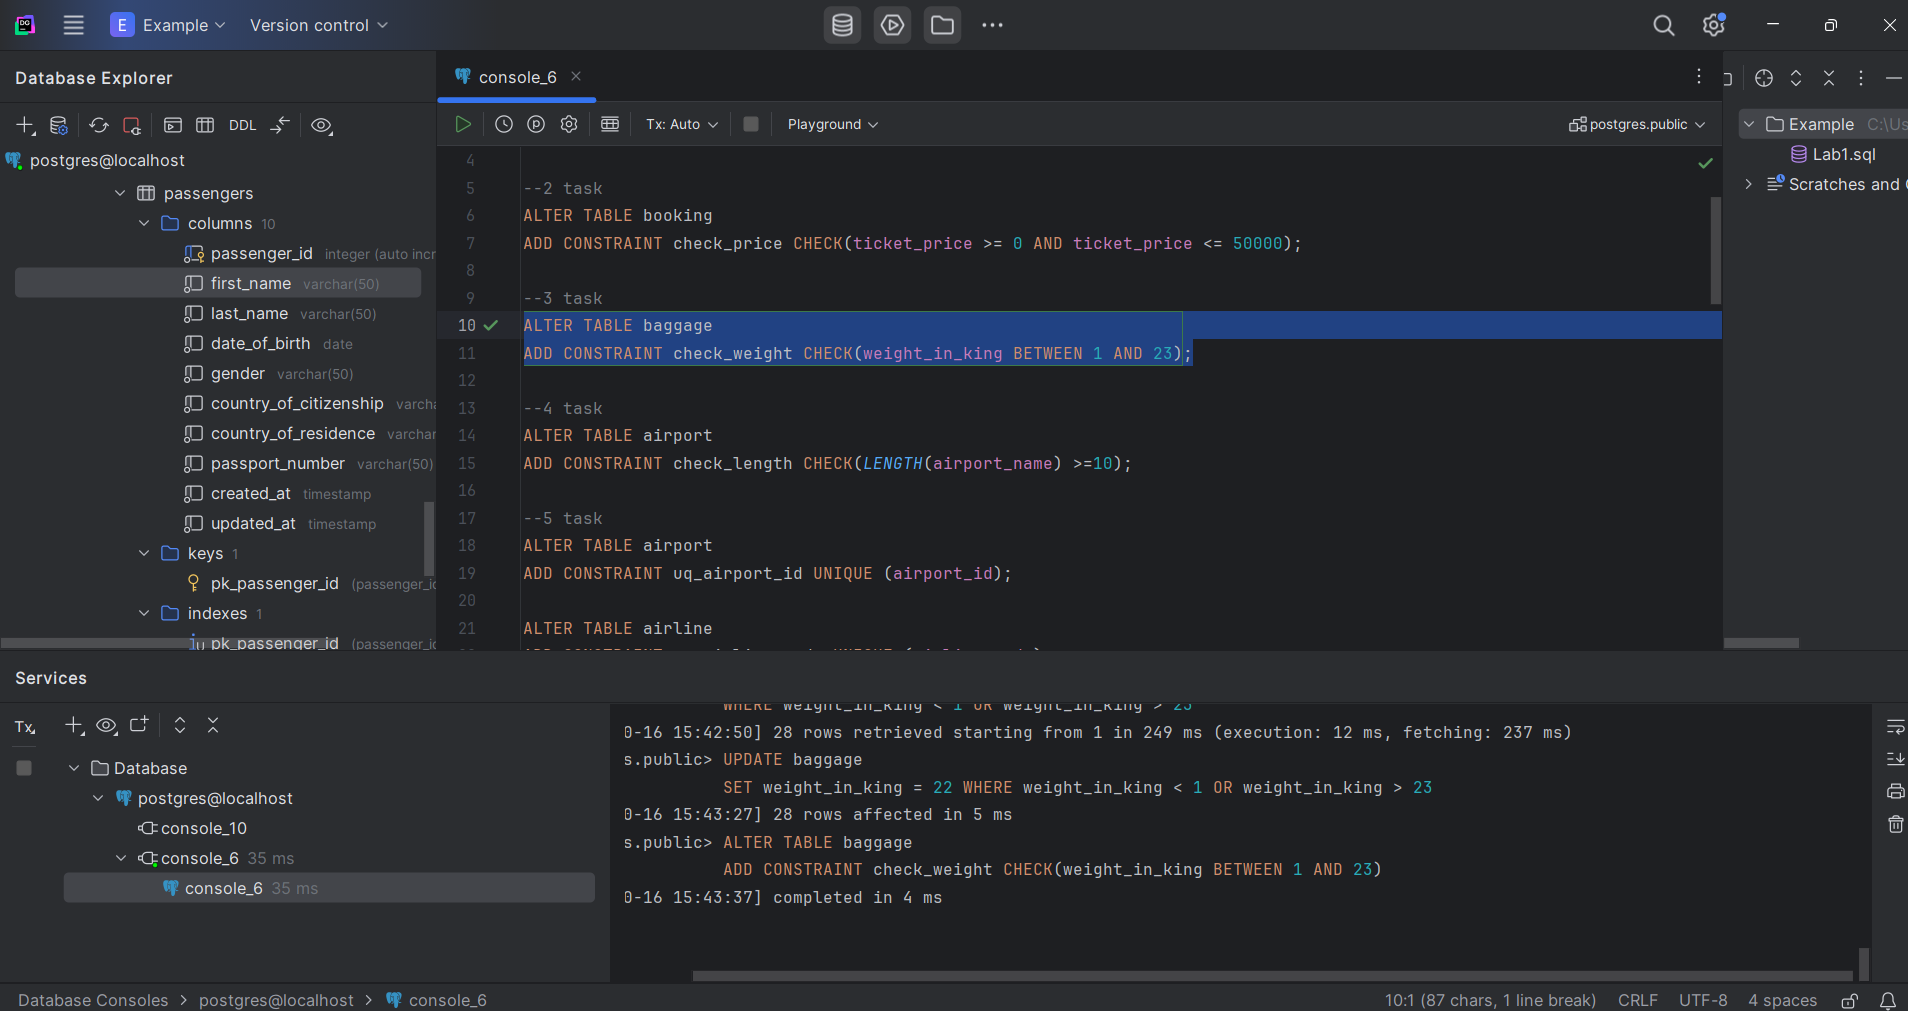 E Example Version control
Database Explorer
DDL
postgres@localhost
passengers
columns 10
passenger_id integer (auto incr
first_name varchar(50)
last_name varchar(50)
date_of_birth date
gender varchar(50)
country_of_citizenship varcha
country_of_residence varchar
passport_number varchar(50)
created_at timestamp
updated_at timestamp
keys 1
pk_passenger_id (passenger_id
indexes 1
pk_passenger_id (passenger_id
console_6
Tx: Auto Playground postgres.public
4
5 --2 task
6 ALTER TABLE booking
7 ADD CONSTRAINT check_price CHECK(ticket_price >= 0 AND ticket_price <= 50000);
8
9 --3 task
10 ALTER TABLE baggage
11 ADD CONSTRAINT check_weight CHECK(weight_in_king BETWEEN 1 AND 23);
12
13 --4 task
14 ALTER TABLE airport
15 ADD CONSTRAINT check_length CHECK(LENGTH(airport_name) >=10);
16
17 --5 task
18 ALTER TABLE airport
19 ADD CONSTRAINT uq_airport_id UNIQUE (airport_id);
20
21 ALTER TABLE airline
Example C:\Us
Lab1.sql
Scratches and
Services
Tx
Database
postgres@localhost
console_10
console_6 35 ms
console_6 35 ms
WHERE weight_in_king < 1 OR weight_in_king > 23
0-16 15:42:50] 28 rows retrieved starting from 1 in 249 ms (execution: 12 ms, fetching: 237 ms)
s.public> UPDATE baggage
SET weight_in_king = 22 WHERE weight_in_king < 1 OR weight_in_king > 23
0-16 15:43:27] 28 rows affected in 5 ms
s.public> ALTER TABLE baggage
ADD CONSTRAINT check_weight CHECK(weight_in_king BETWEEN 1 AND 23)
0-16 15:43:37] completed in 4 ms
Database Consoles > postgres@localhost > console_6
10:1 (87 chars, 1 line break) CRLF UTF-8 4 spaces